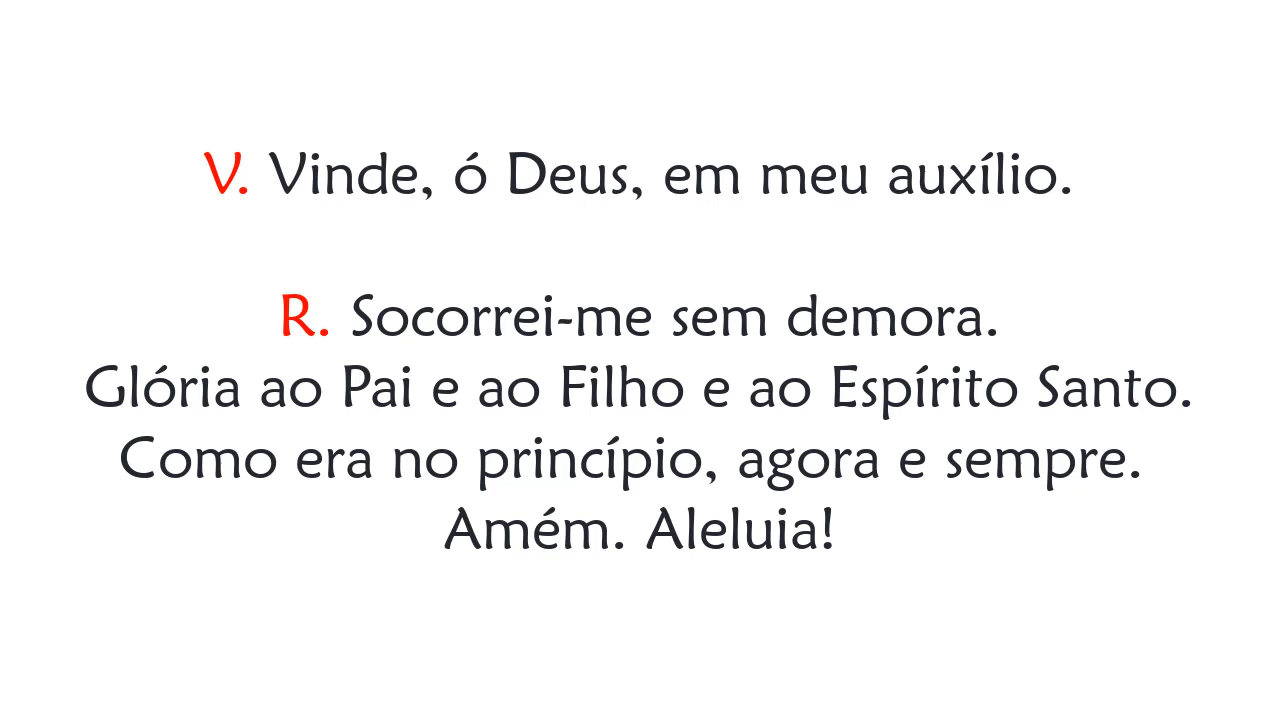 V. Vinde, ó Deus, em meu auxílio.
R. Socorrei-me sem demora.
Glória ao Pai e ao Filho e ao Espírito Santo.
Como era no princípio, agora e sempre.
Amém. Aleluia!